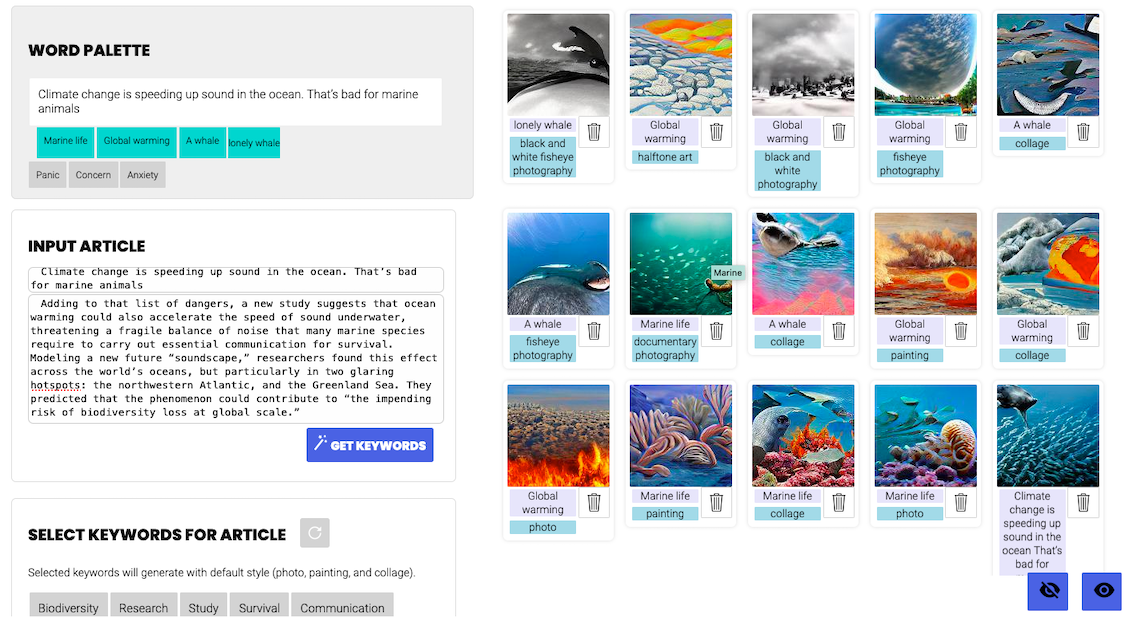 WORD PALETTE
Climate change is speeding up sound in the ocean. That's bad for marine
animals
Marine life
Global warming
A whale
lonely whale
Panic
Concern
Anxiety
INPUT ARTICLE
Climate change is speeding up sound in the ocean. That's bad
for marine animals
Adding to that list of dangers, a new study suggests that ocean
warming could also accelerate the speed of sound underwater,
threatening a fragile balance of noise that many marine species
require to carry out essential communication for survival.
Modeling a new future “soundscape,” researchers found this effect
across the world's oceans, but particularly in two glaring
hotspots: the northwestern Atlantic, and the Greenland Sea. They
predicted that the phenomenon could contribute to “the impending
risk of biodiversity loss at global scale.”
GET KEYWORDS
SELECT KEYWORDS FOR ARTICLE
Selected keywords will generate with default style (photo, painting, and collage).
Biodiversity
Research
Study
Survival
Communication
lonely whale
black and
white fisheye
photography
Global
warming
halftone art
Global
warming
black and
white
photography
Global
warming
fisheye
photography
A whale
collage
A whale
fisheye
photography
Marine life
documentary
photography
Marine
A whale
collage
Global
warming
painting
Global
warming
collage
Global
warming
photo
Marine life
painting
Marine life
collage
Marine life
photo
Climate
change is
speeding up
sound in the
ocean That's
bad for